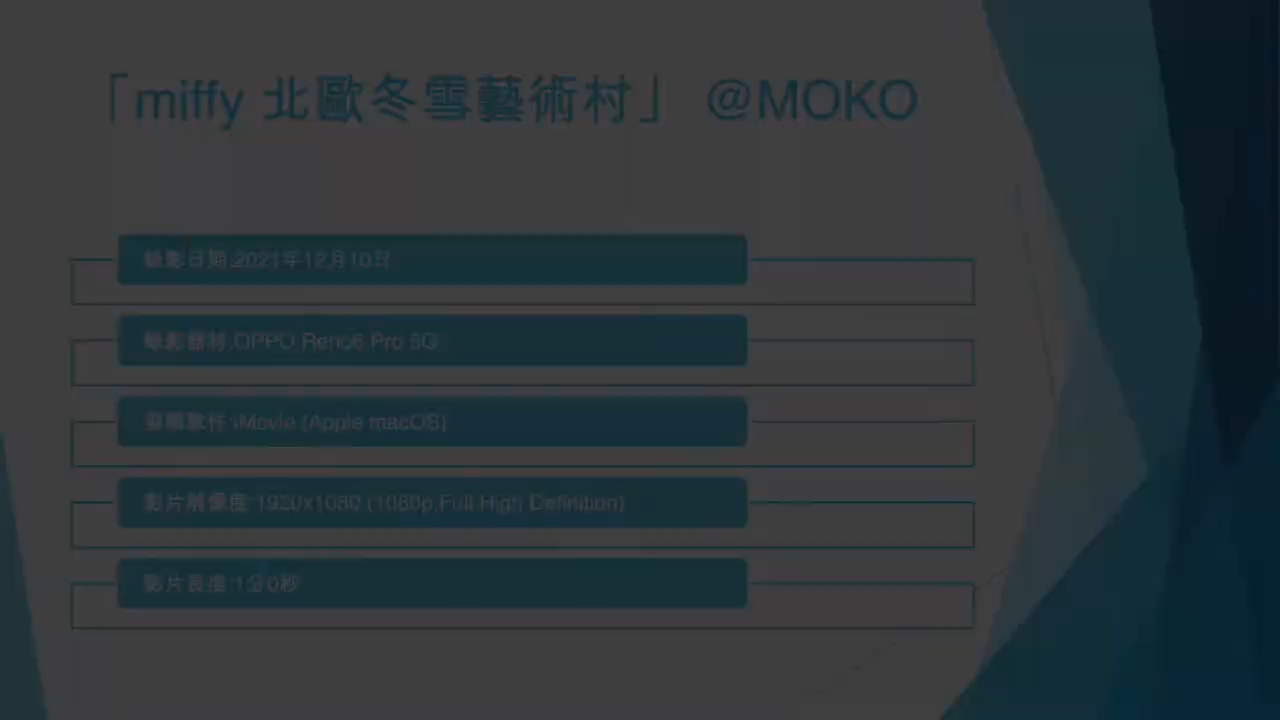 「miffy 北歐冬雪藝術村」 @MOKO
錄影日期:2021年12月10日
錄影器材:OPPO Reno6 Pro 5G
剪輯軟件:iMovie (Apple macOS)
影片解像度:1920x1080 (1080p,Full High Definition)
影片長度:1分0秒